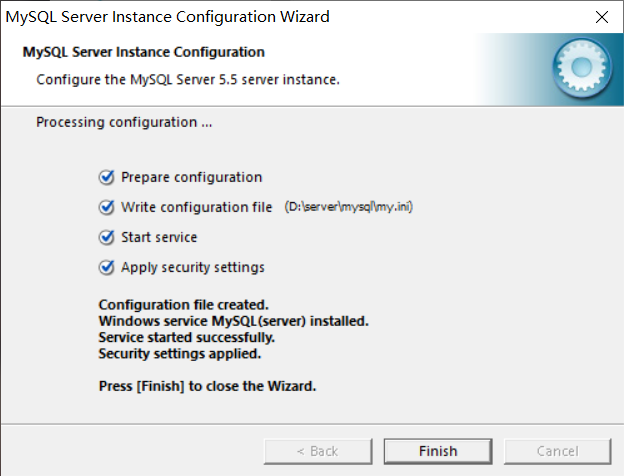 MySQL Server Instance Configuration Wizard
MySQL Server Instance Configuration
Configure the MySQL Server 5.5 server instance.
Processing configuration ...
Prepare configuration
Write configuration file (D:\server\mysql\my.ini)
Start service
Apply security settings
Configuration file created.
Windows service MySQL(server) installed.
Service started successfully.
Security settings applied.
Press [Finish] to close the Wizard.
< Back Finish Cancel